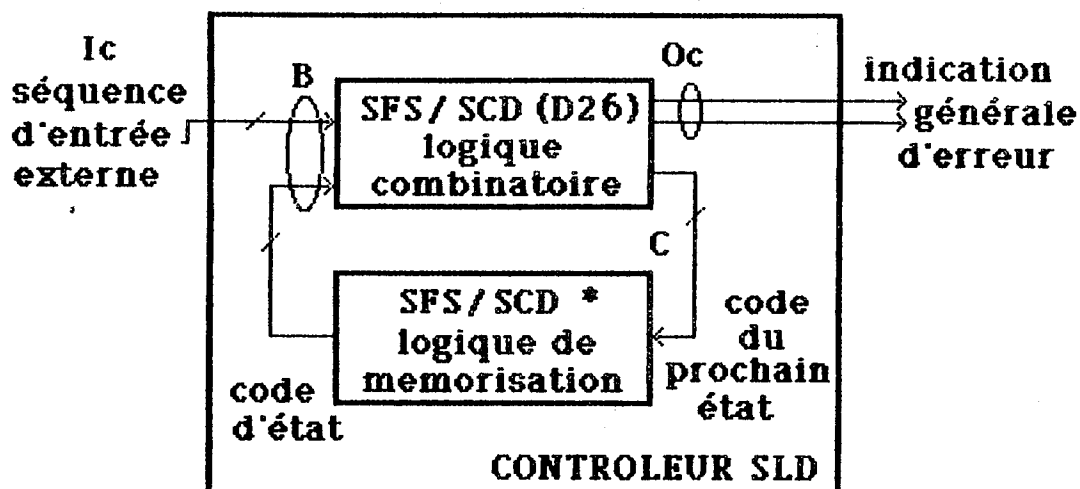 Ic
séquence
d'entrée
externe
B
SFS/SCD (D26)
logique
combinatoire
Oc
indication
générale
d'erreur
C
SFS/SCD *
logique de
memorisation
code
d'état
code
du
prochain
état
CONTROLEUR SLD